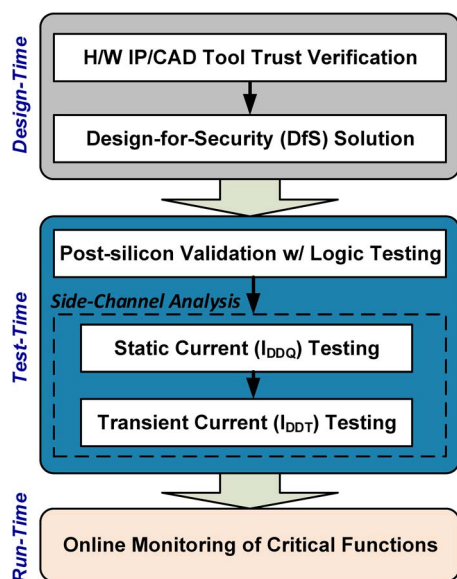 Design-Time
H/W IP/CAD Tool Trust Verification
Design-for-Security (DfS) Solution
Test-Time
Post-silicon Validation w/ Logic Testing
Side-Channel Analysis
Static Current (IDDQ) Testing
Transient Current (IDDT) Testing
Run-Time
Online Monitoring of Critical Functions